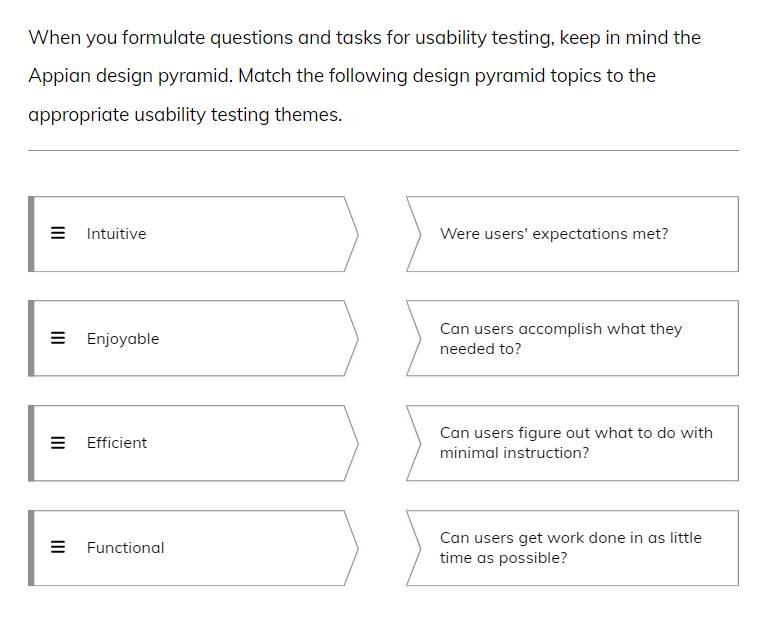 When you formulate questions and tasks for usability testing, keep in mind the
Appian design pyramid. Match the following design pyramid topics to the
appropriate usability testing themes.
Intuitive
Were users' expectations met?
Enjoyable
Can users accomplish what they
needed to?
Efficient
Can users figure out what to do with
minimal instruction?
Functional
Can users get work done in as little
time as possible?